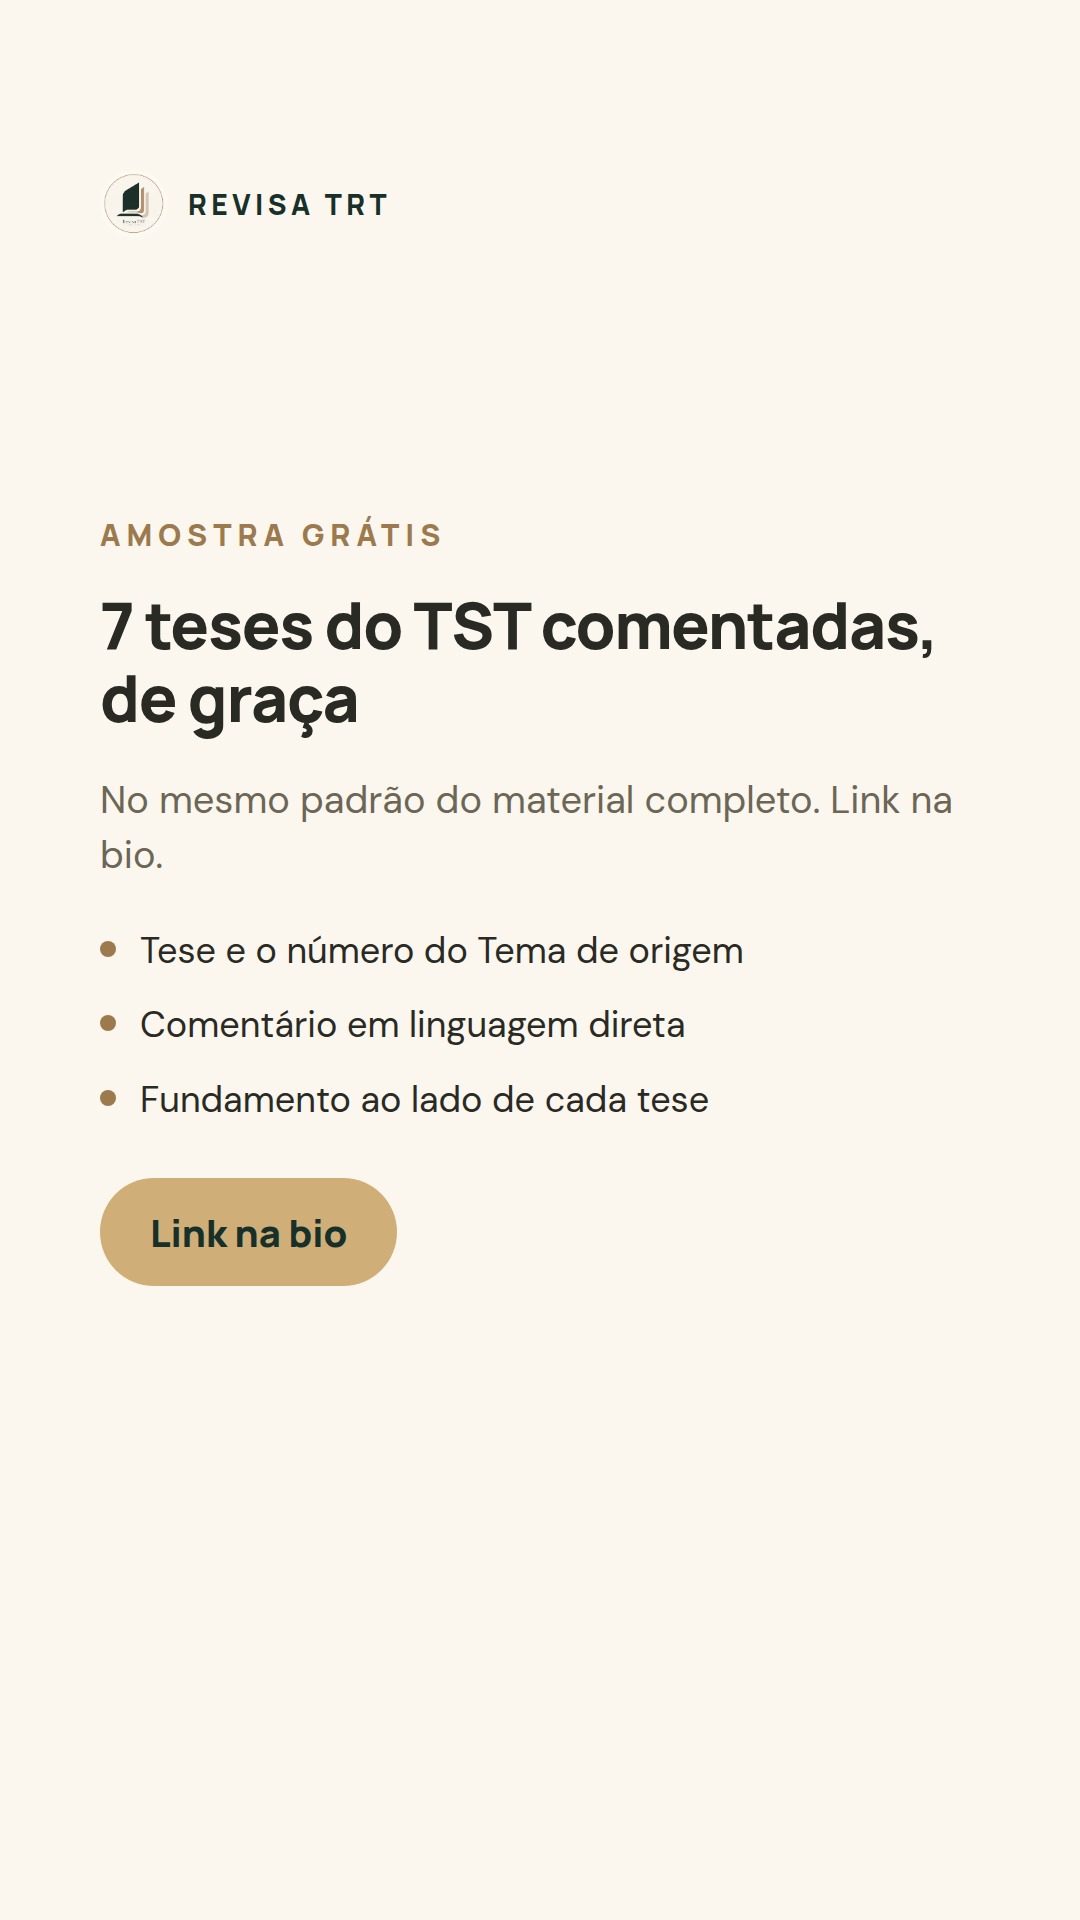 REVISA TRT
AMOSTRA GRÁTIS
7 teses do TST comentadas,
de graça
No mesmo padrão do material completo. Link na
bio.
Tese e o número do Tema de origem
Comentário em linguagem direta
Fundamento ao lado de cada tese
Link na bio